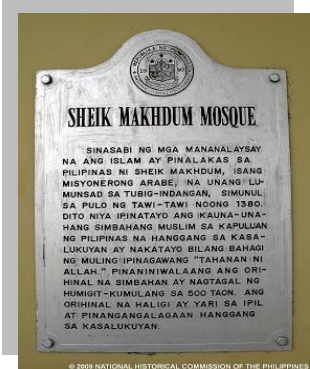 SHEIK MAKHDUM MOSQUE
SINASABI NG MGA MANANALAYSAY
NA ANG ISLAM AY PINALAKAS SA
PILIPINAS NI SHEIK MAKHDUM, ISANG
MISYONERONG ARABE, NA UNANG LU-
MUNSAD SA TUBIG-INDANGAN, SIMUNUL
SA PULO NG TAWI-TAWI NOONG 1380.
DITO NIYA IPINATAYO ANG IKAUNA-UNA-
HANG SIMBAHANG MUSLIM SA KAPULUAN
NG PILIPINAS NA HANGGANG SA KASA-
LUKUYAN AY NAKATAYO BILANG BAHAGI
NG MULING IPINAGAWANG "TAHANAN NI
ALLAH." PINANINIWALAANG ANG ORI-
HINAL NA SIMBAHAN AY NAGTAGAL NG
HUMIGIT-KUMULANG SA 500 TAON. ANG
ORIHINAL NA HALIGI AY YARI SA IPIL
AT PINANGANGALAGAAN HANGGANG
SA KASALUKUYAN.
© 2009 NATIONAL HISTORICAL COMMISSION OF THE PHILIPPINES